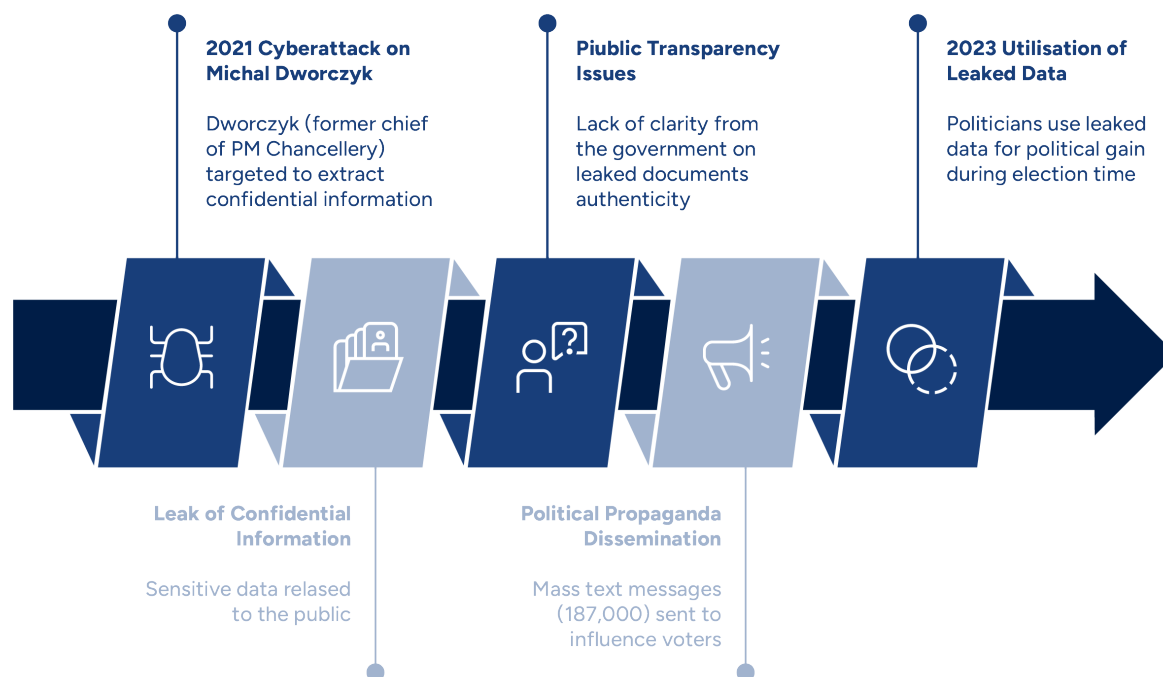 2021 Cyberattack on
Michal Dworczyk
Dworczyk (former chief
of PM Chancellery)
targeted to extract
confidential information
Piublic Transparency
Issues
Lack of clarity from
the government on
leaked documents
authenticity
2023 Utilisation of
Leaked Data
Politicians use leaked
data for political gain
during election time
?
Leak of Confidential
Information
Sensitive data relased
to the public
Political Propaganda
Dissemination
Mass text messages
(187,000) sent to
influence voters